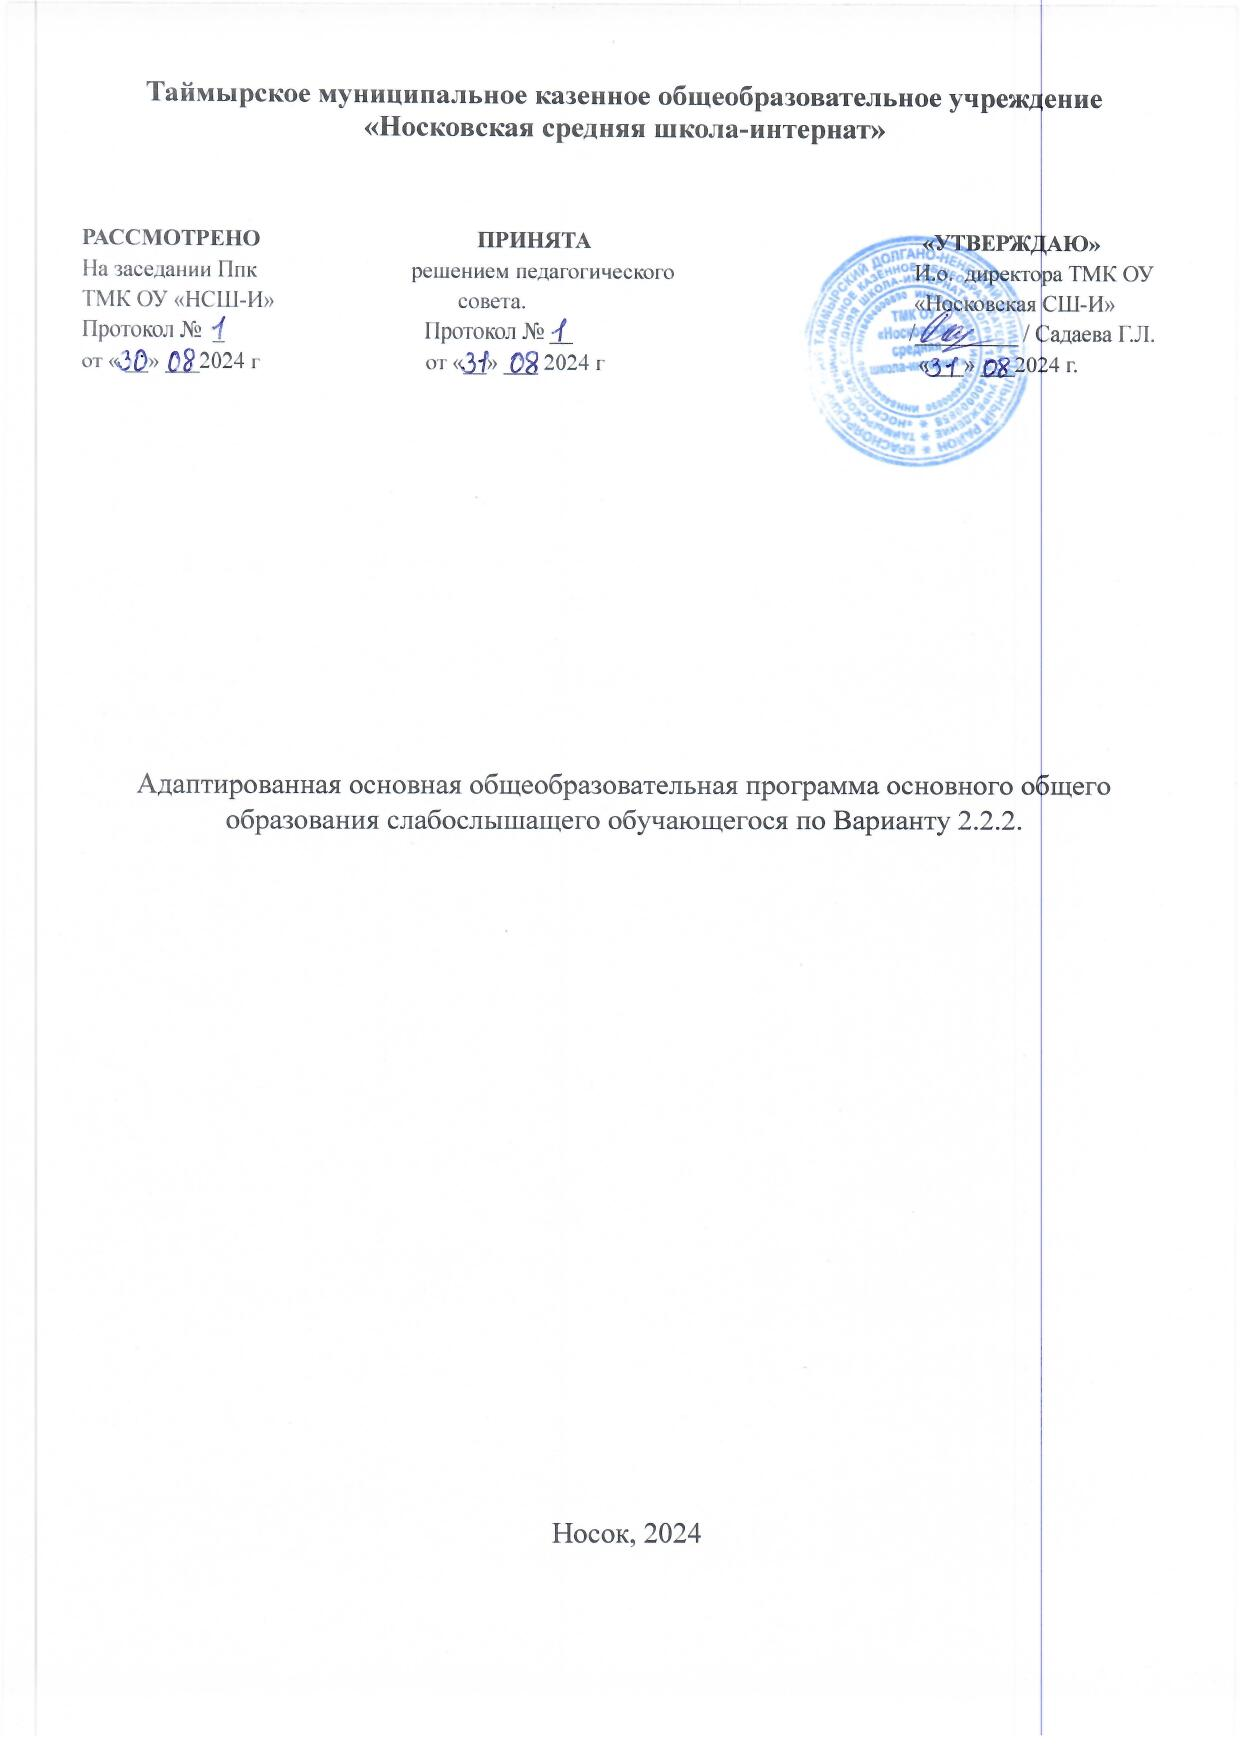 Таймырское муниципальное казенное общеобразовательное учреждение
«Носковская средняя школа-интернат»
РАССМОТРЕНО
На заседании Ппк
ТМК ОУ «НСШ-И»
Протокол № 1
от «30» 08 2024 г
ПРИНЯТА
решением педагогического
совета.
Протокол № 1
от «31» 08 2024 г
«УТВЕРЖДАЮ»
И.о. директора ТМК ОУ
«Носковская СШ-И»
/ / Садаева Г.Л.
«31» 08 2024 г.
Адаптированная основная общеобразовательная программа основного общего
образования слабослышащего обучающегося по Варианту 2.2.2.
Носок, 2024